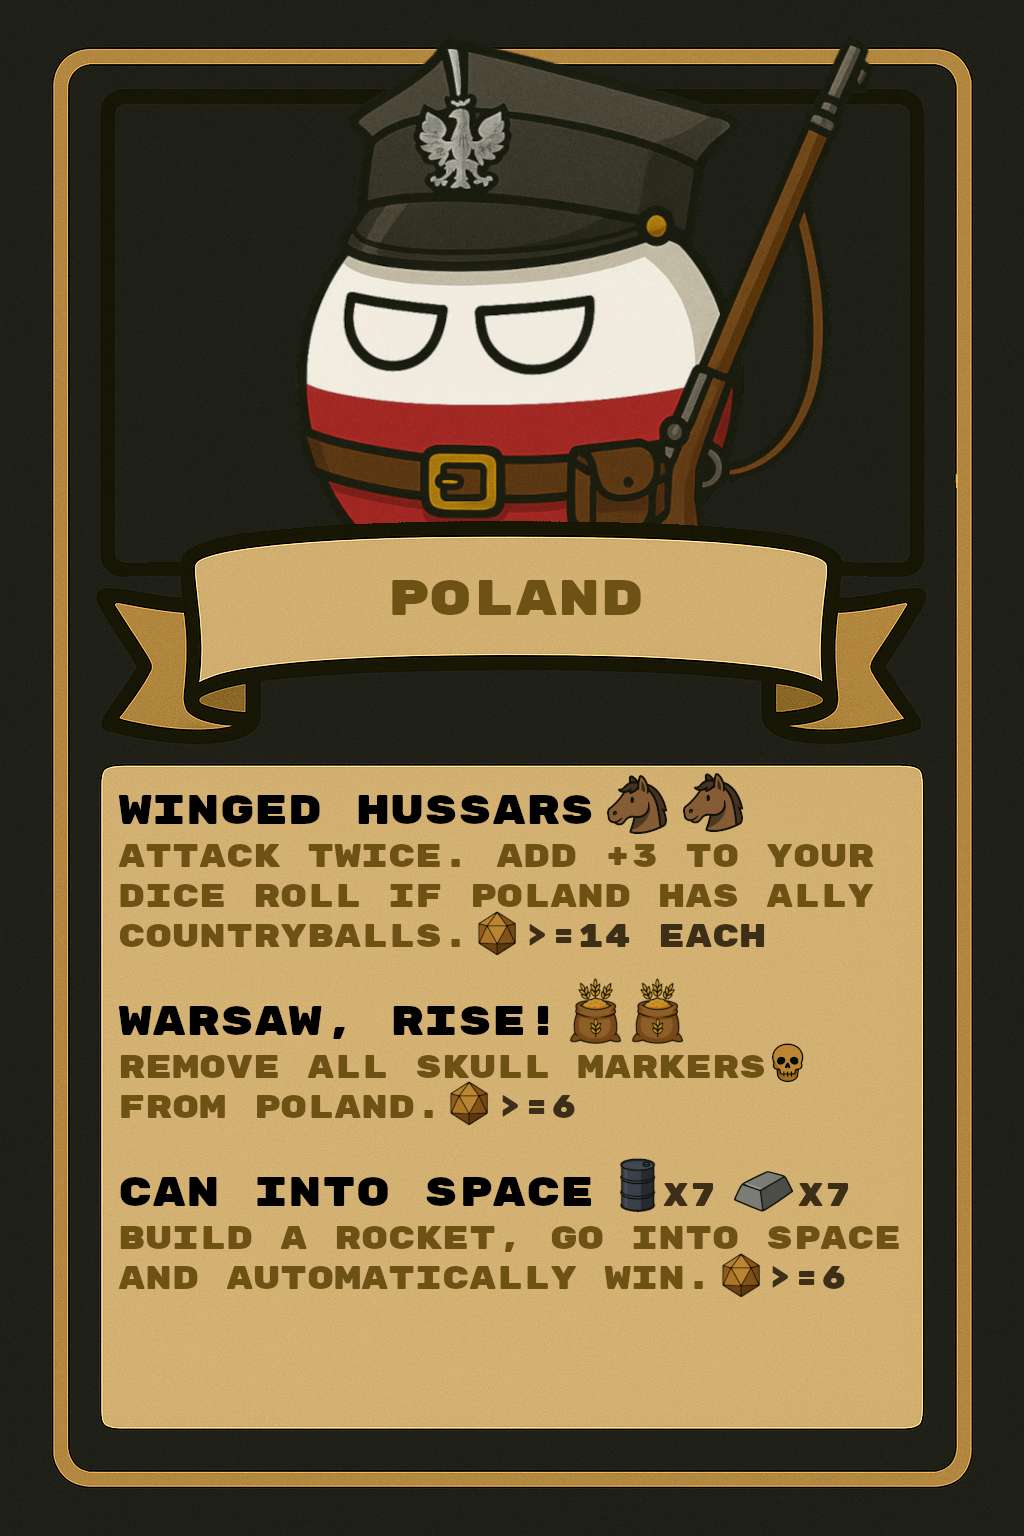 POLAND
WINGED HUSSARS
ATTACK TWICE. ADD +3 TO YOUR
DICE ROLL IF POLAND HAS ALLY
COUNTRYBALLS. >=14 EACH
WARSAW, RISE!
REMOVE ALL SKULL MARKERS
FROM POLAND. >=6
CAN INTO SPACE X7 X7
BUILD A ROCKET, GO INTO SPACE
AND AUTOMATICALLY WIN. >=6